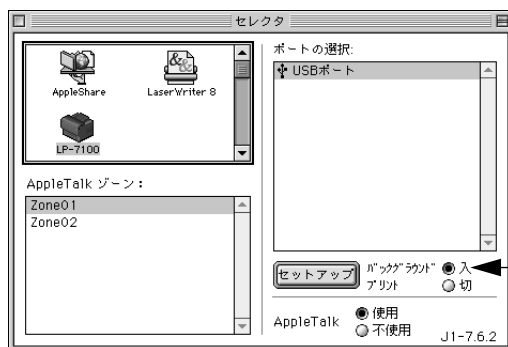 セレクタ
AppleShare
LaserWriter 8
LP-7100
AppleTalk ゾーン：
Zone01
Zone02
ポートの選択:
USBポート
セットアップ
バックグラウンド
プリント
入
切
AppleTalk
使用
不使用
J1-7.6.2